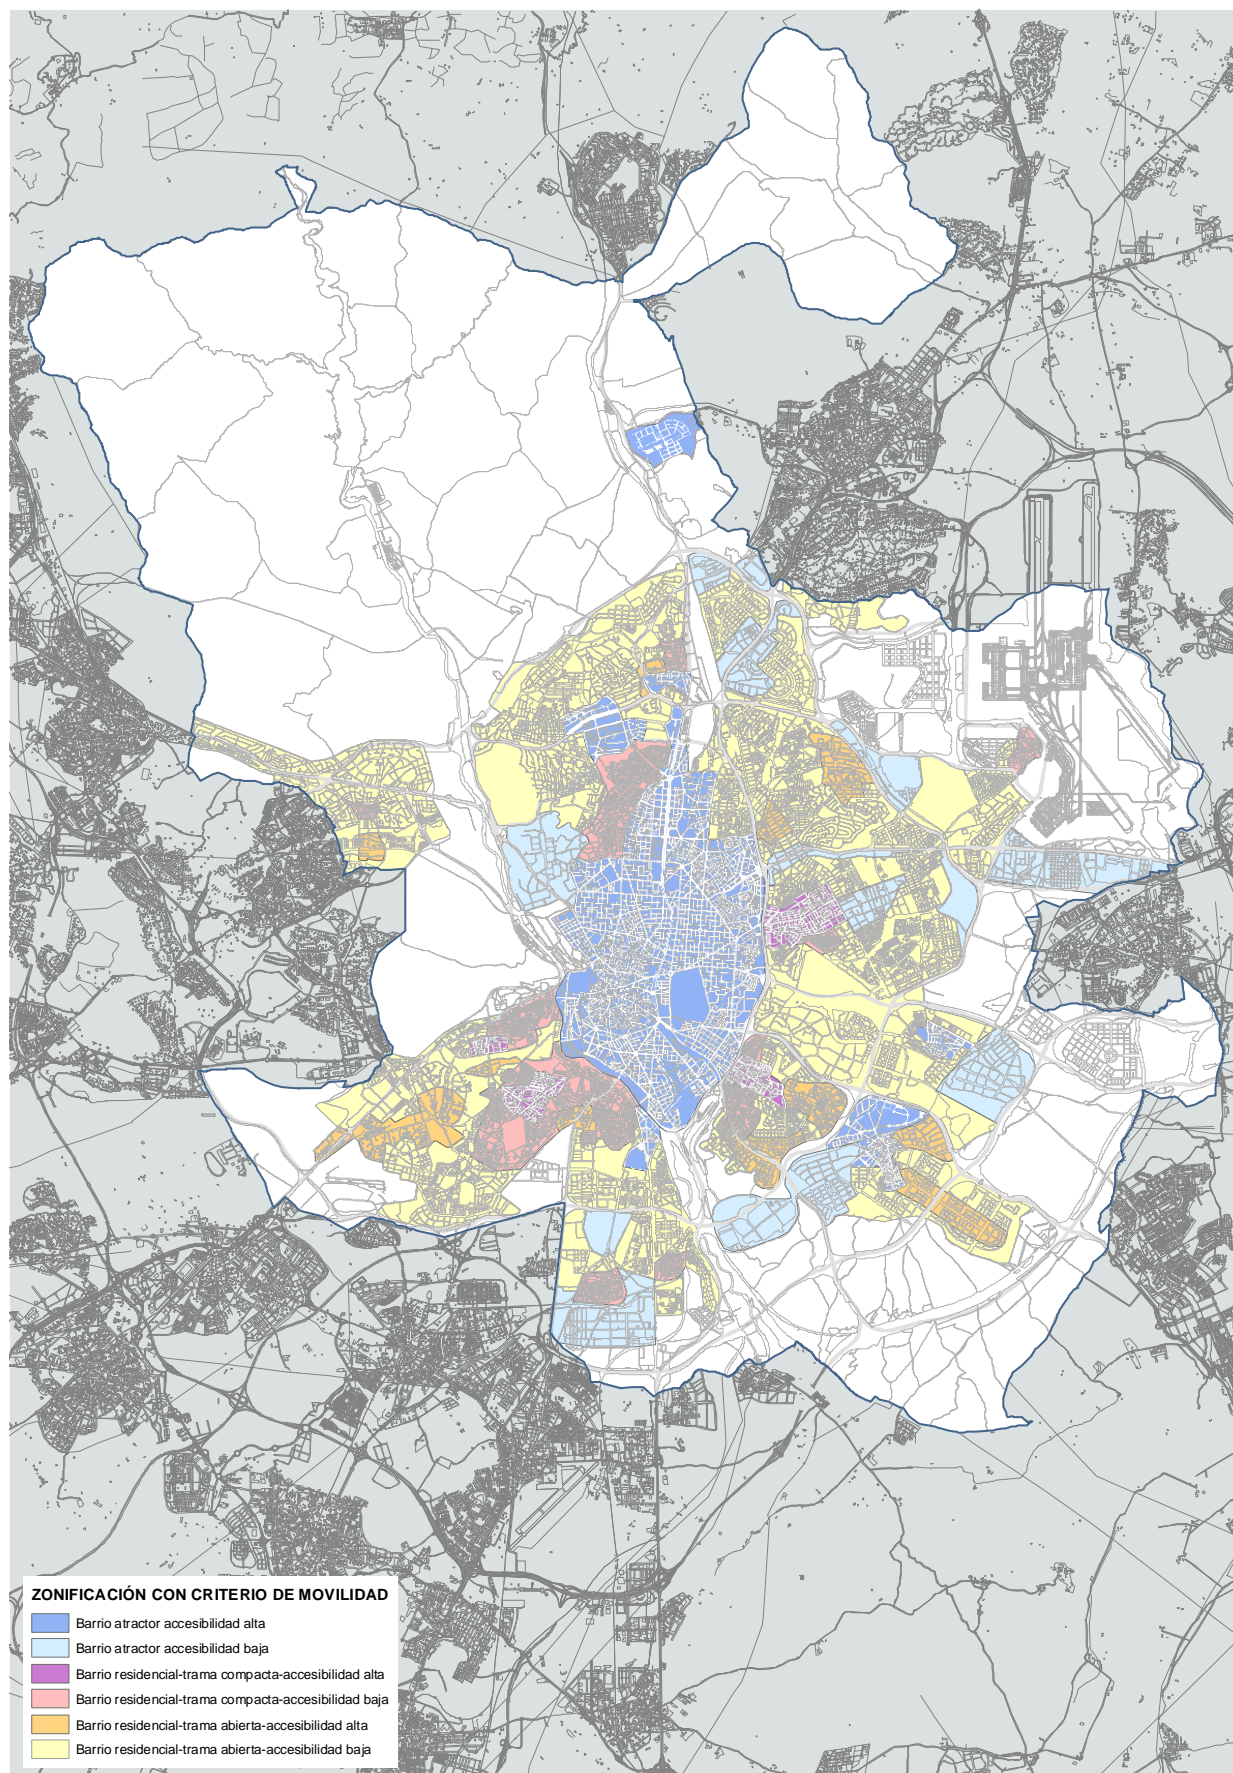 ZONIFICACIÓN CON CRITERIO DE MOVILIDAD
Barrio atractor accesibilidad alta
Barrio atractor accesibilidad baja
Barrio residencial-trama compacta-accesibilidad alta
Barrio residencial-trama compacta-accesibilidad baja
Barrio residencial-trama abierta-accesibilidad alta
Barrio residencial-trama abierta-accesibilidad baja